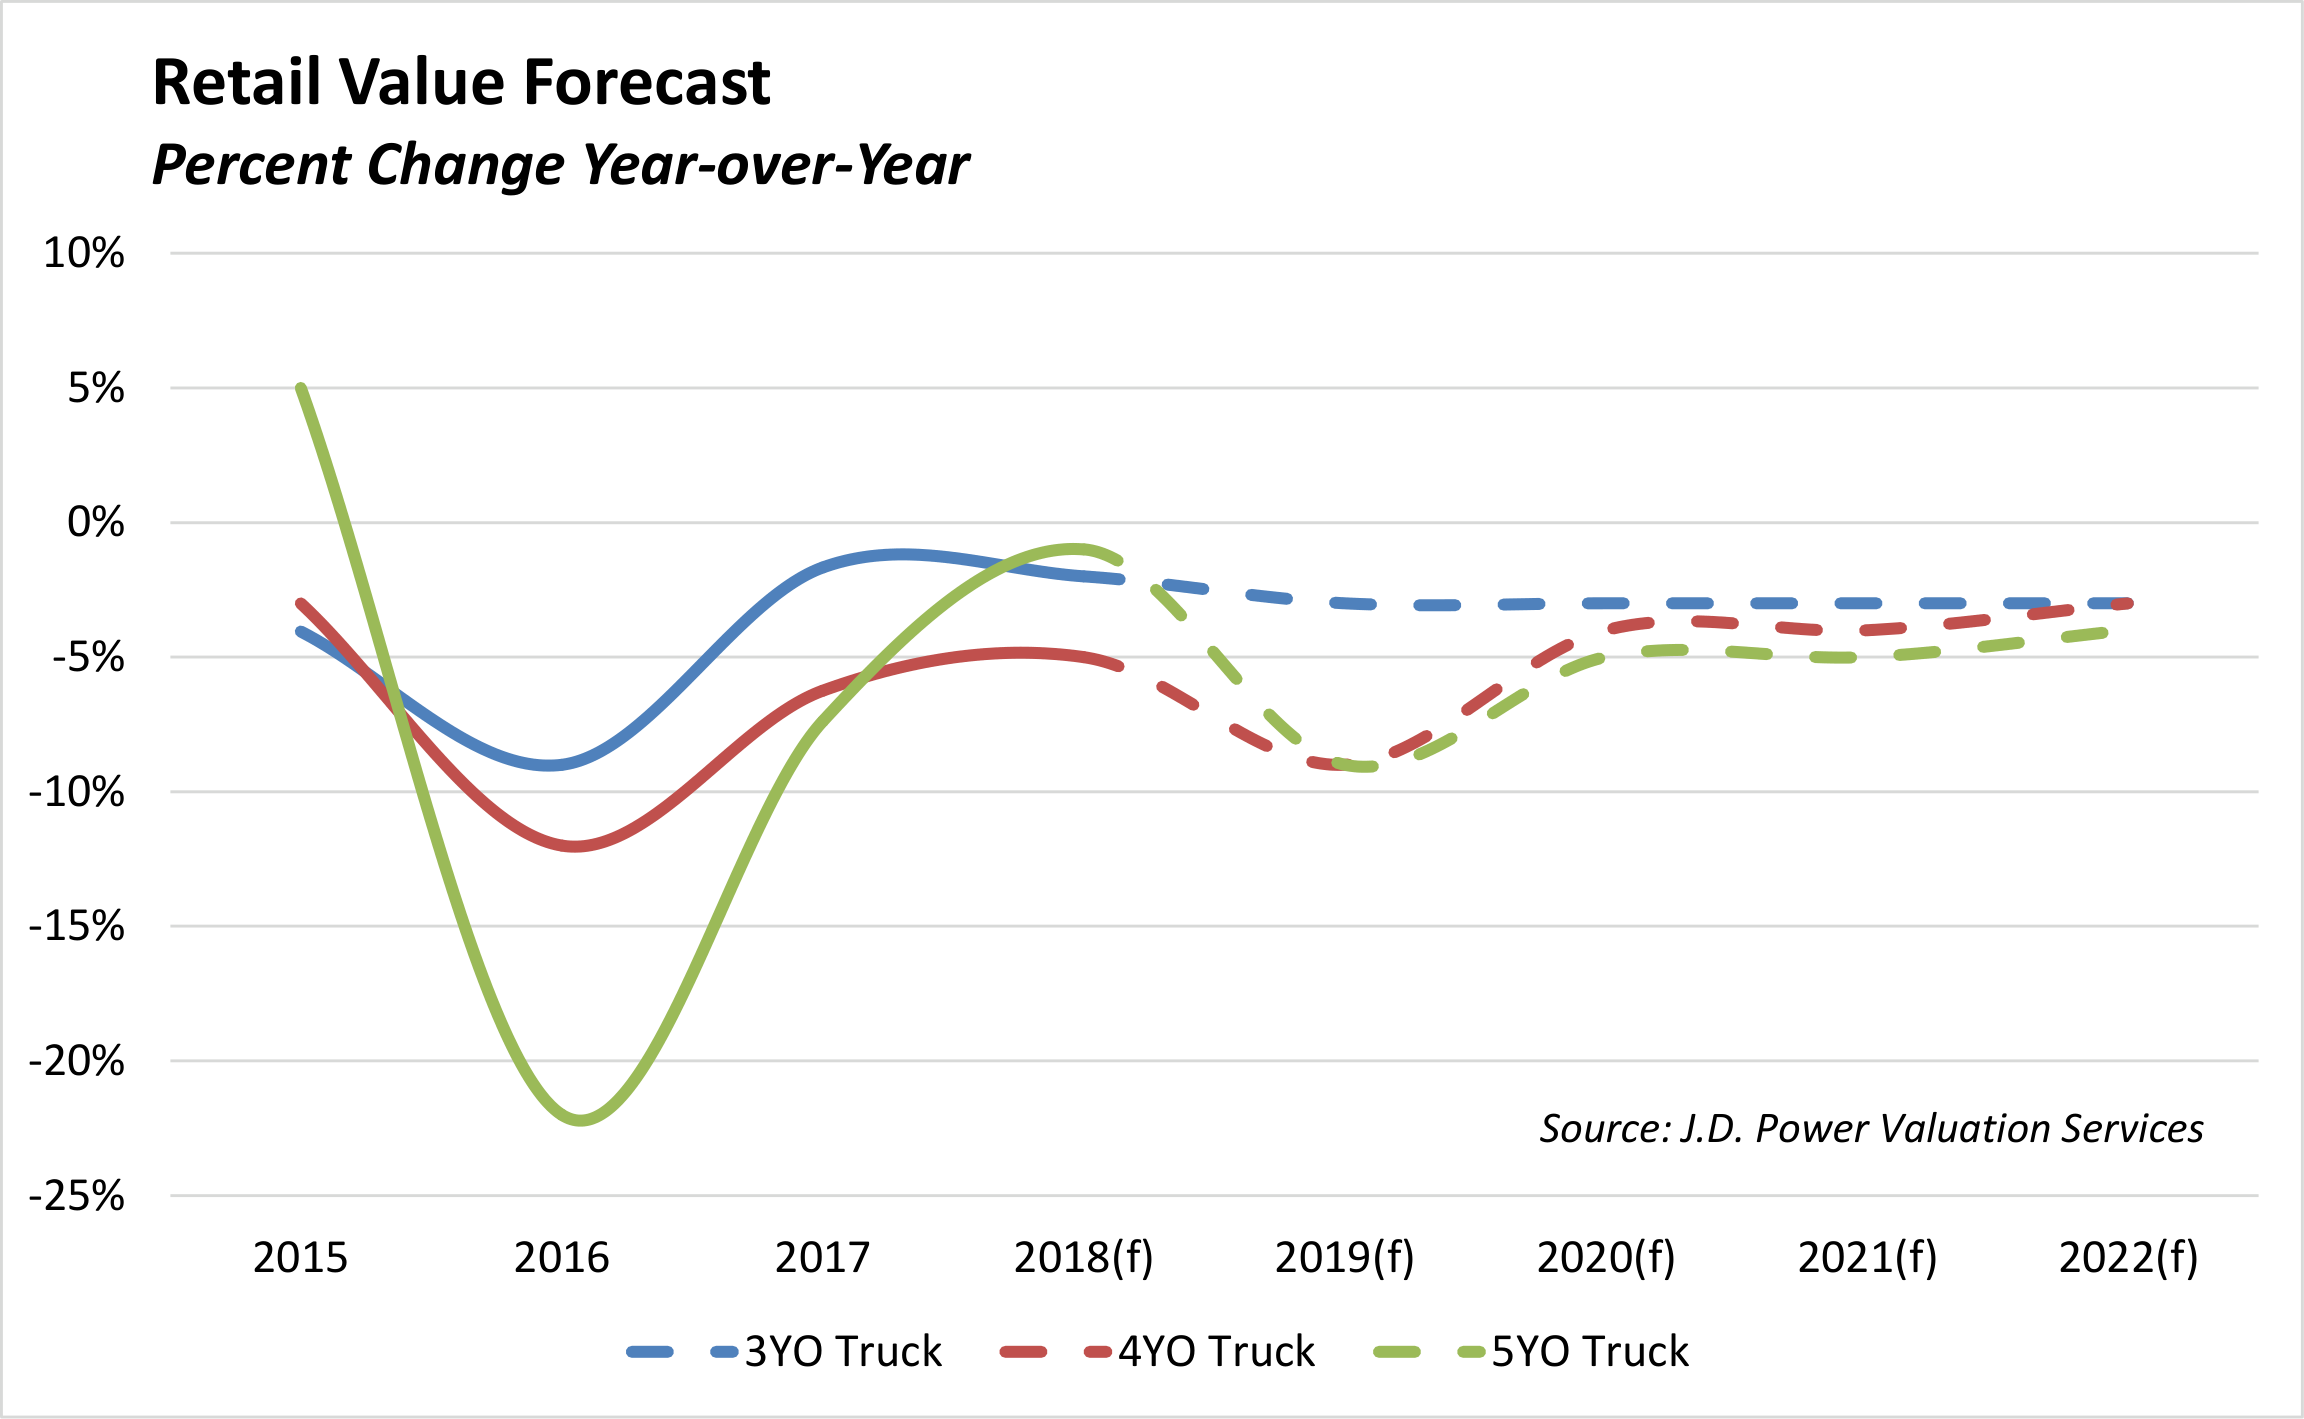 Retail Value Forecast
Percent Change Year-over-Year
10%
5%
0%
-5%
-10%
-15%
-20%
-25%
Source: J.D. Power Valuation Services
2015 2016 2017 2018(f) 2019(f) 2020(f) 2021(f) 2022(f)
3YO Truck 4YO Truck 5YO Truck